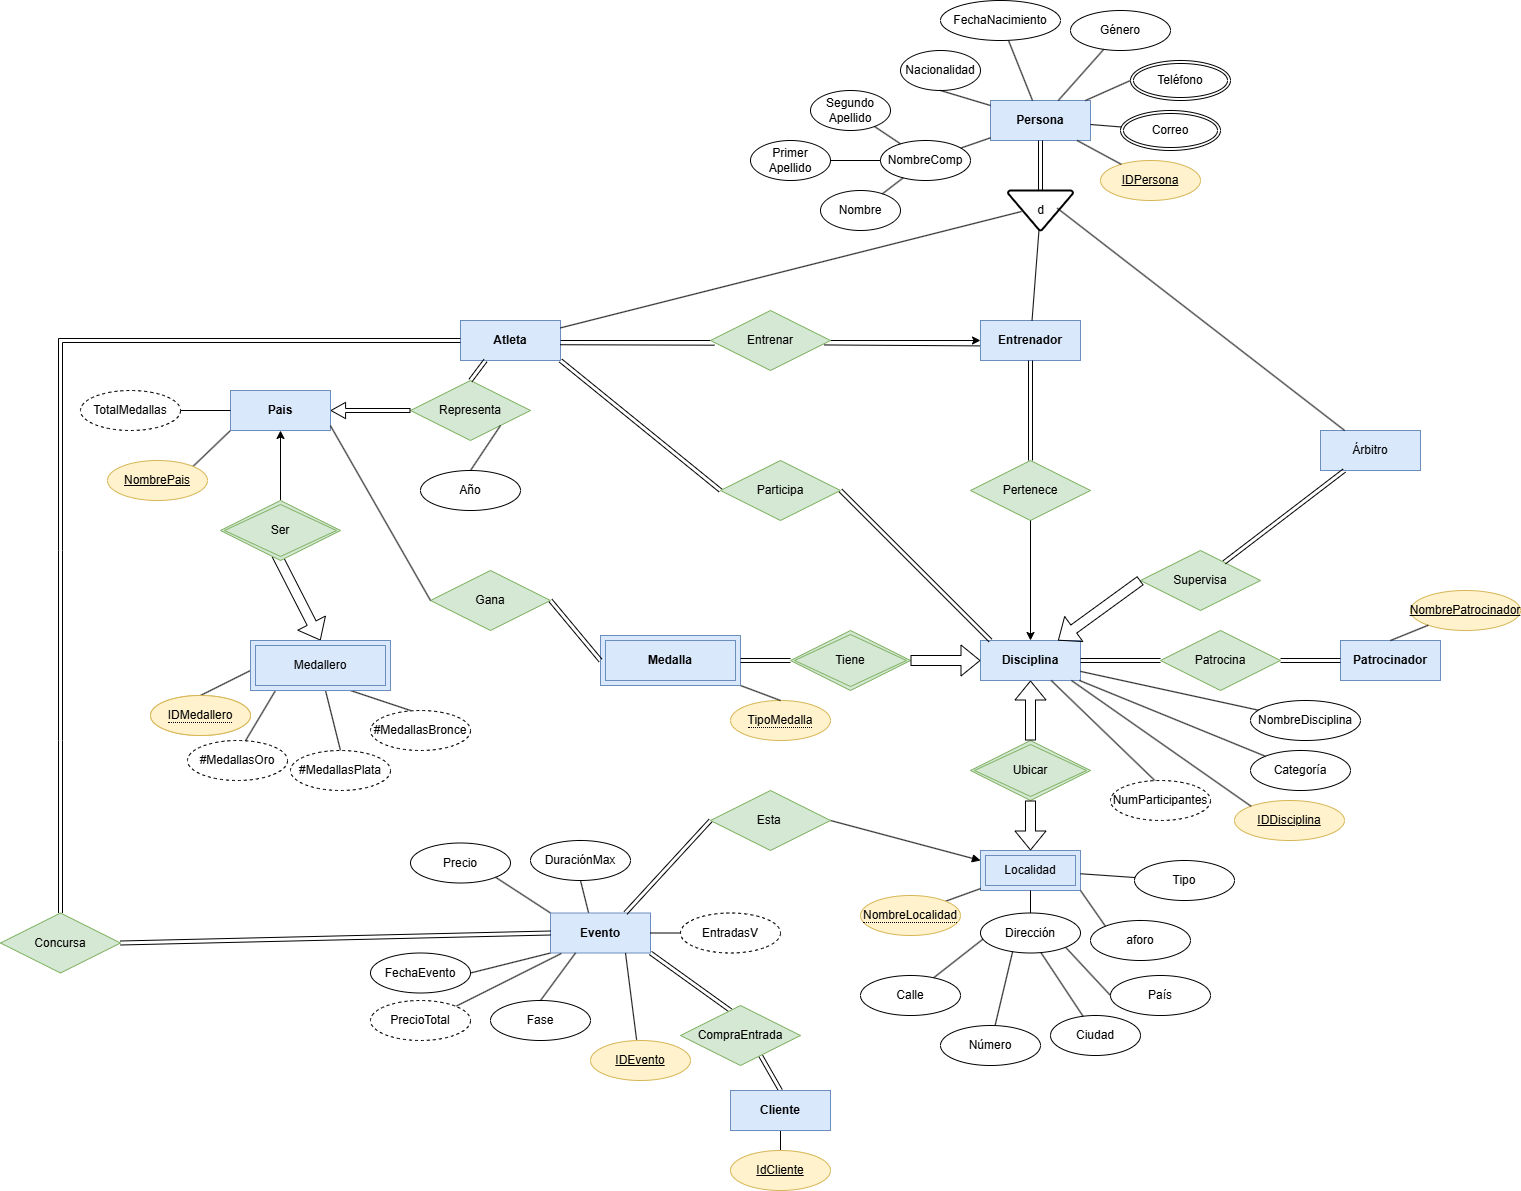 FechaNacimiento
Género
Nacionalidad
Teléfono
Segundo
Apellido
Persona
Correo
Primer
Apellido
NombreComp
IDPersona
Nombre
d
Atleta
Entrenar
Entrenador
TotalMedallas
Pais
Representa
Árbitro
NombrePais
Año
Participa
Pertenece
Ser
Supervisa
Gana
NombrePatrocinador
Medallero
Medalla
Tiene
Disciplina
Patrocina
Patrocinador
IDMedallero
TipoMedalla
NombreDisciplina
#MedallasBronce
#MedallasOro
#MedallasPlata
Ubicar
Categoría
NumParticipantes
Esta
IDDisciplina
Precio
DuraciónMax
Localidad
Tipo
NombreLocalidad
Concursa
Evento
EntradasV
Dirección
aforo
FechaEvento
Calle
País
PrecioTotal
Fase
CompraEntrada
Número
Ciudad
IDEvento
Cliente
IdCliente